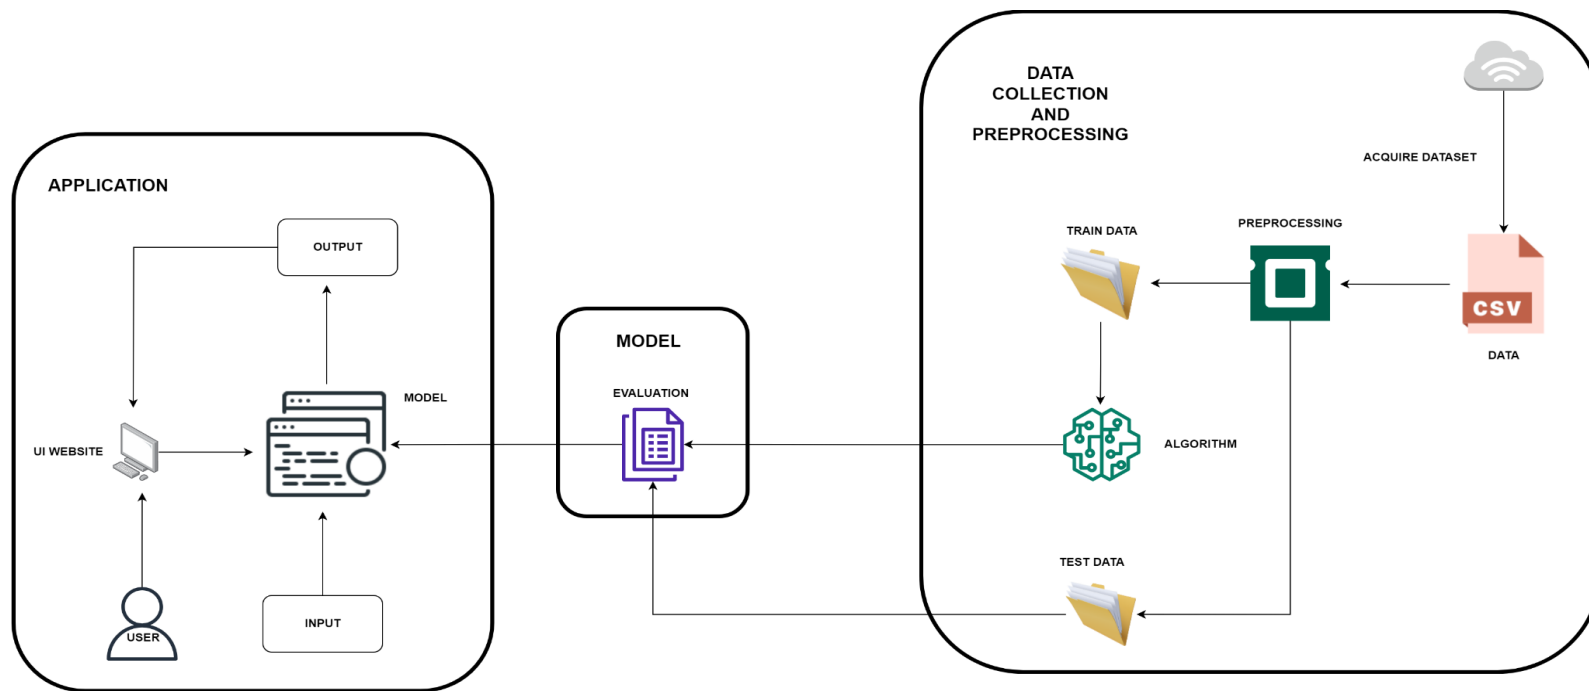 DATA
COLLECTION
AND
PREPROCESSING
ACQUIRE DATASET
APPLICATION
TRAIN DATA
PREPROCESSING
OUTPUT
CSV
MODEL
DATA
EVALUATION
MODEL
UI WEBSITE
ALGORITHM
TEST DATA
USER
INPUT